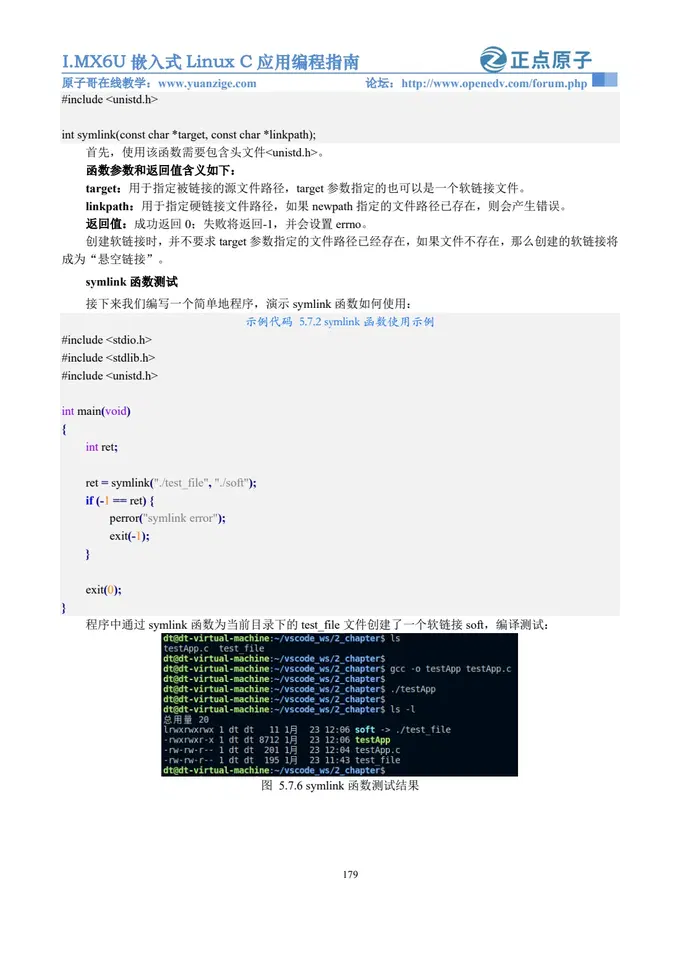 I.MX6U 嵌入式 Linux C 应用编程指南
正点原子
原子哥在线教学：www.yuanzige.com 论坛：http://www.openedv.com/forum.php
#include <unistd.h>
int symlink(const char *target, const char *linkpath);
首先，使用该函数需要包含头文件<unistd.h>。
函数参数和返回值含义如下：
target：用于指定被链接的源文件路径，target 参数指定的也可以是一个软链接文件。
linkpath：用于指定硬链接文件路径，如果 newpath 指定的文件路径已存在，则会产生错误。
返回值：成功返回 0；失败将返回-1，并会设置 errno。
创建软链接时，并不要求 target 参数指定的文件路径已经存在，如果文件不存在，那么创建的软链接将
成为“悬空链接”。
symlink 函数测试
接下来我们编写一个简单地程序，演示 symlink 函数如何使用：
示例代码 5.7.2 symlink 函数使用示例
#include <stdio.h>
#include <stdlib.h>
#include <unistd.h>
int main(void)
{
int ret;
ret = symlink("./test_file", "./soft");
if (-1 == ret) {
perror("symlink error");
exit(-1);
}
exit(0);
}
程序中通过 symlink 函数为当前目录下的 test_file 文件创建了一个软链接 soft，编译测试：
dt@dt-virtual-machine:~/vscode_ws/2_chapter$ ls
testApp.c test_file
dt@dt-virtual-machine:~/vscode_ws/2_chapter$
dt@dt-virtual-machine:~/vscode_ws/2_chapter$ gcc -o testApp testApp.c
dt@dt-virtual-machine:~/vscode_ws/2_chapter$
dt@dt-virtual-machine:~/vscode_ws/2_chapter$ ./testApp
dt@dt-virtual-machine:~/vscode_ws/2_chapter$
dt@dt-virtual-machine:~/vscode_ws/2_chapter$ ls -l
总用量 20
lrwxrwxrwx 1 dt dt 11 1月 23 12:06 soft -> ./test_file
-rwxrwxr-x 1 dt dt 8712 1月 23 12:06 testApp
-rw-rw-r-- 1 dt dt 201 1月 23 12:04 testApp.c
-rw-rw-r-- 1 dt dt 195 1月 23 11:43 test_file
dt@dt-virtual-machine:~/vscode_ws/2_chapter$
图 5.7.6 symlink 函数测试结果
179